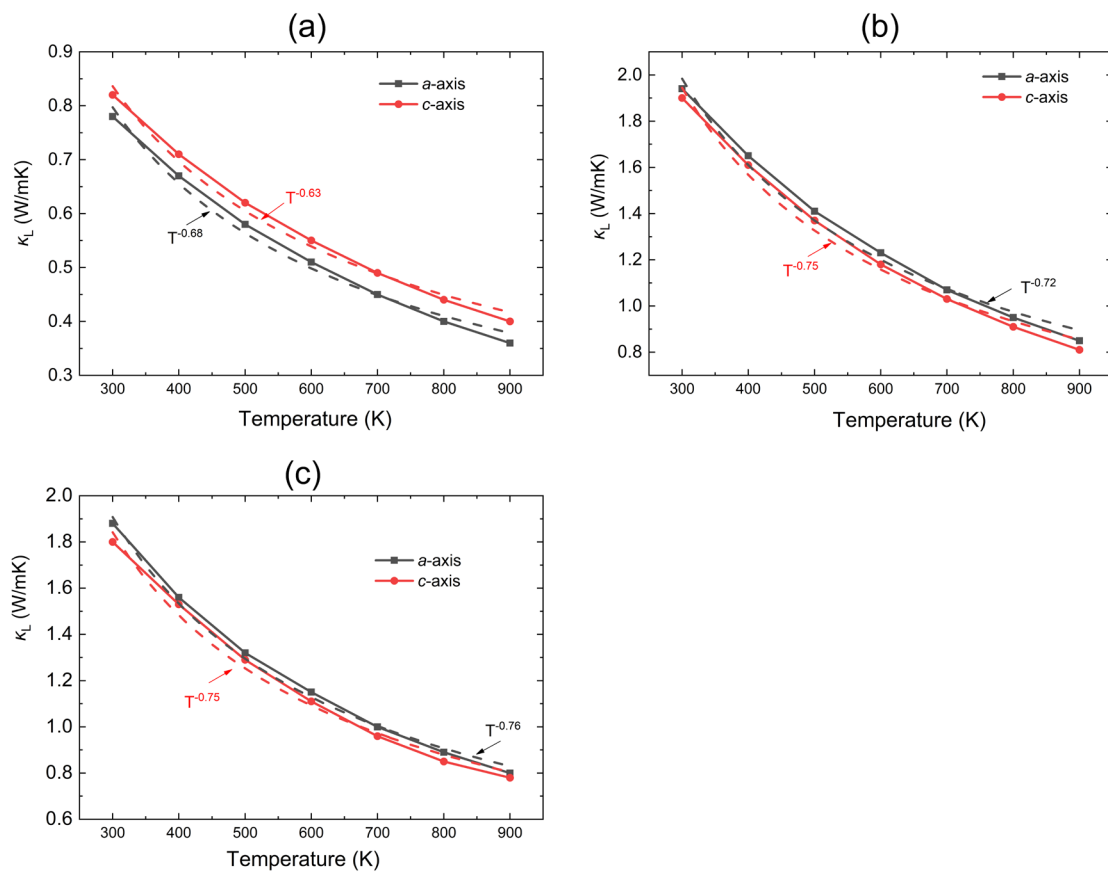 (a)
0.9
0.8
0.7
0.6
0.5
0.4
0.3
κL (W/mK)
a-axis
c-axis
T-0.63
T-0.68
300 400 500 600 700 800 900
Temperature (K)
(b)
2.0
1.8
1.6
1.4
1.2
1.0
0.8
κL (W/mK)
a-axis
c-axis
T-0.75
T-0.72
300 400 500 600 700 800 900
Temperature (K)
(c)
2.0
1.8
1.6
1.4
1.2
1.0
0.8
0.6
κL (W/mK)
a-axis
c-axis
T-0.75
T-0.76
300 400 500 600 700 800 900
Temperature (K)